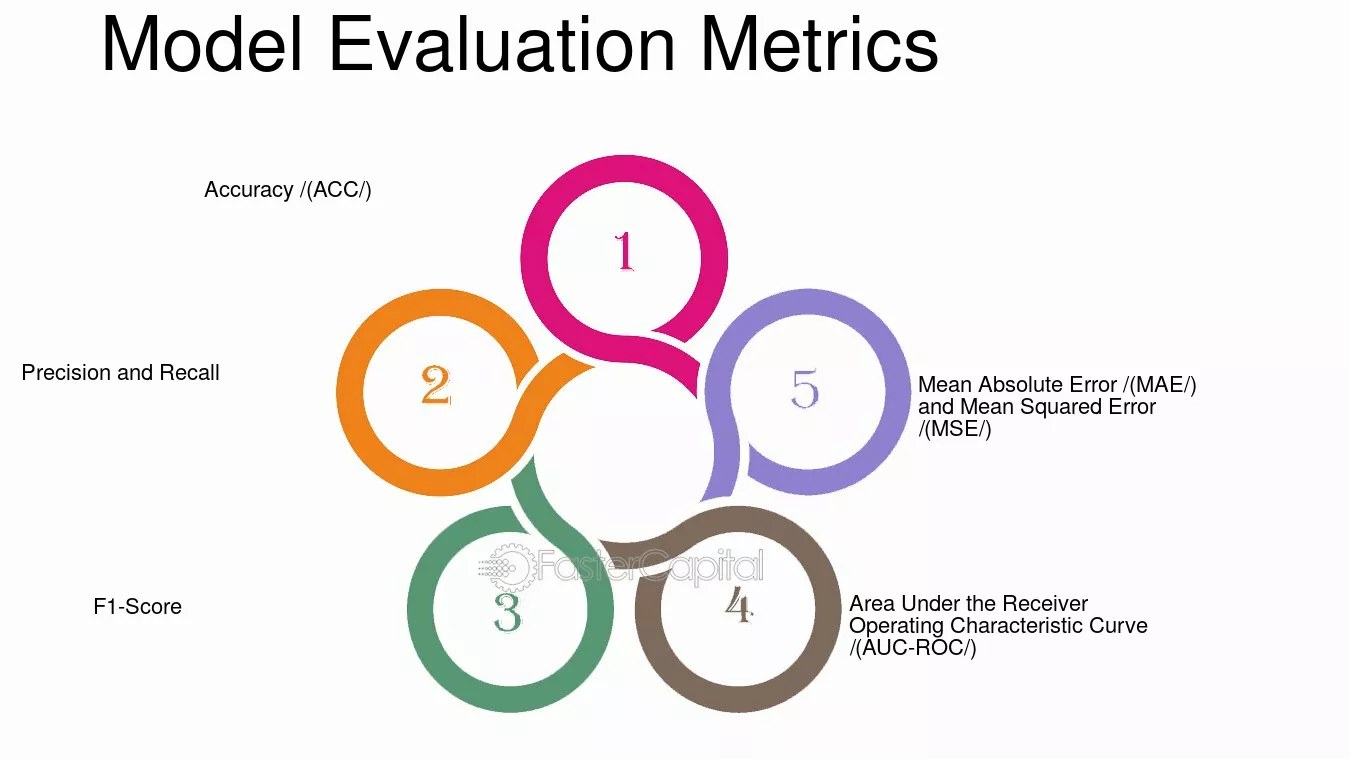 Model Evaluation Metrics
Accuracy /(ACC/)
1
2
Precision and Recall
5
Mean Absolute Error /(MAE/)
and Mean Squared Error
/(MSE/)
FasterCapital
3
F1-Score
4
Area Under the Receiver
Operating Characteristic Curve
/(AUC-ROC/)